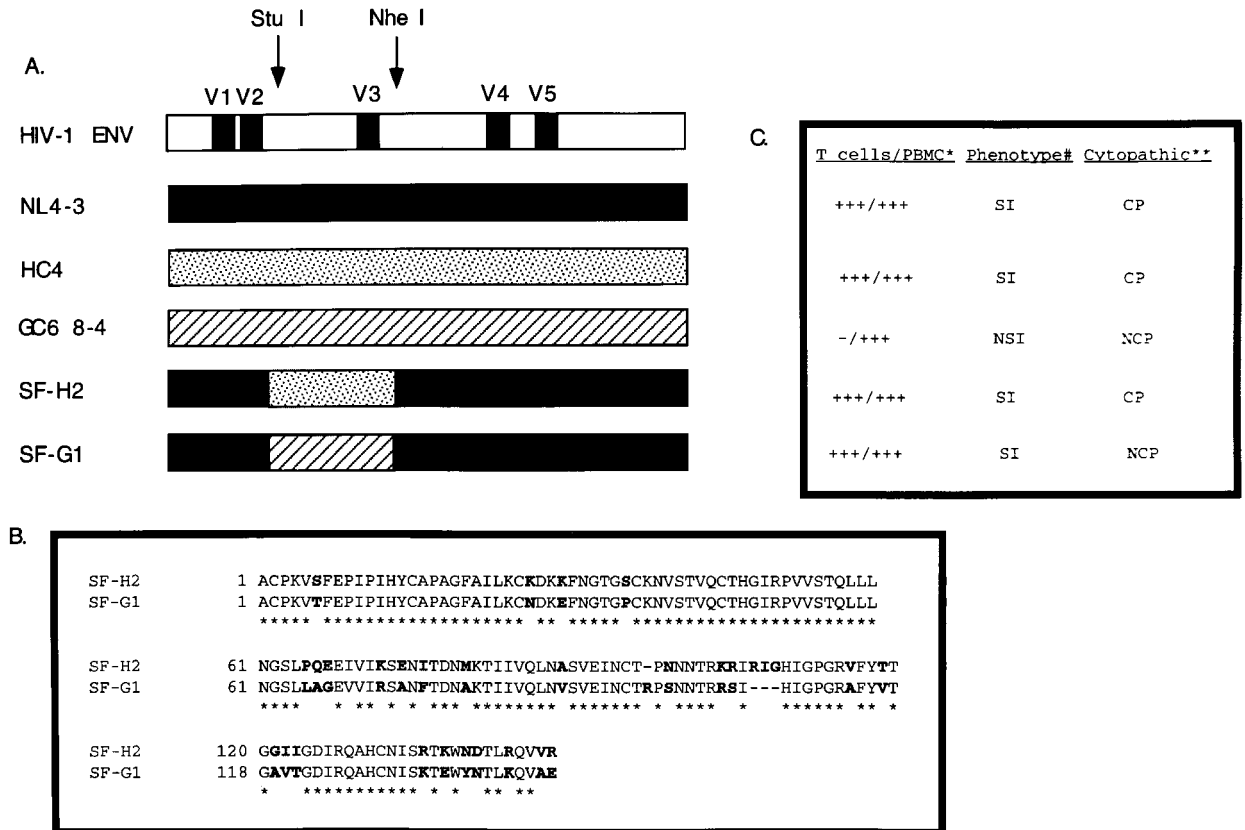 Stu I    Nhe I
A.
V1 V2    V3    V4 V5
HIV-1 ENV
NL4-3
HC4
GC6 8-4
SF-H2
SF-G1
C.
T cells/PBMC* Phenotype# Cytopathic**
+++/+++ SI CP
+++/+++ SI CP
-/+++ NSI NCP
+++/+++ SI CP
+++/+++ SI NCP
B.
SF-H2 1 ACPKVSFEPIPIHYCAPAGFAILKCKDKKFNGTGSCKNVSTVQCTHGIRPVVSTQLLL
SF-G1 1 ACPKVTFEPIPIHYCAPAGFAILKCNDKEFNGTGPCKNVSTVQCTHGIRPVVSTQLLL
***** ******************* ** ***** ************************
SF-H2 61 NGSLPQEEIVIKSENITDNMKTIIVQLNASVEINCT-PNNNTRKRIRIGHIGPGRVFYTT
SF-G1 61 NGSLLAGEVVIRSANFTDNAKTIIVQLNVSVEINCTRPSNNTRRSI---HIGPGRAFYVT
**** * ** * * ** ******** ******* * **** * ****** ** *
SF-H2 120 GGIIGDIRQAHCNISRTKWNDTLRQVVR
SF-G1 118 GAVTGDIRQAHCNISKTEWYNTLKQVAE
* *********** * * ** **